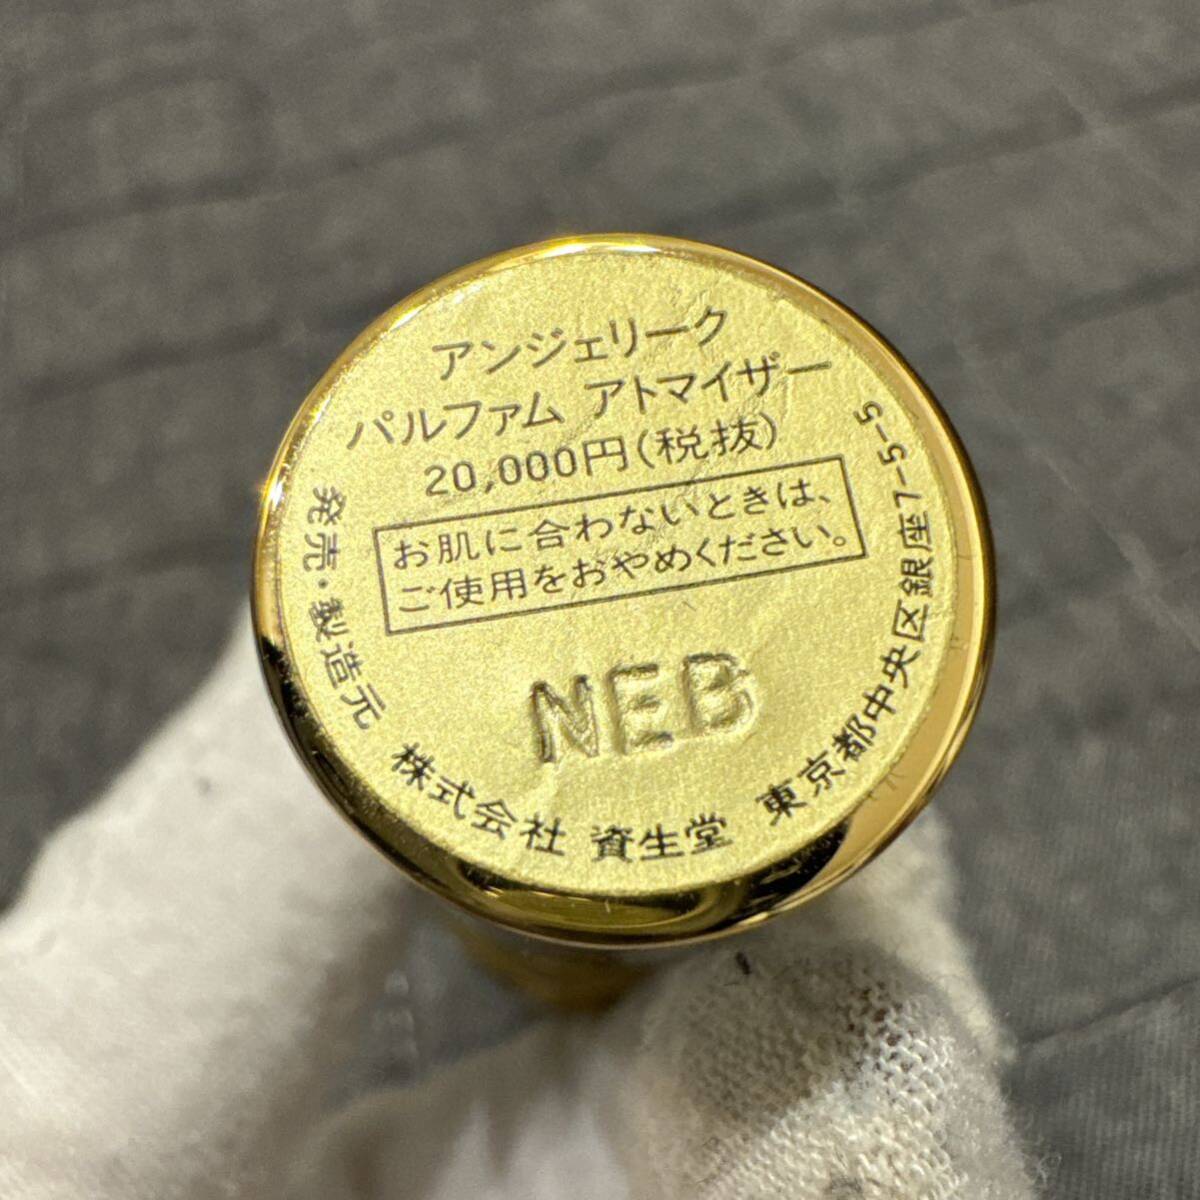 アンジェリーク
パルファム アトマイザー
20,000円(税抜)
お肌に合わないときは、
ご使用をおやめください。
NEB
発売・製造元 株式会社 資生堂 東京都中央区銀座7-5-5